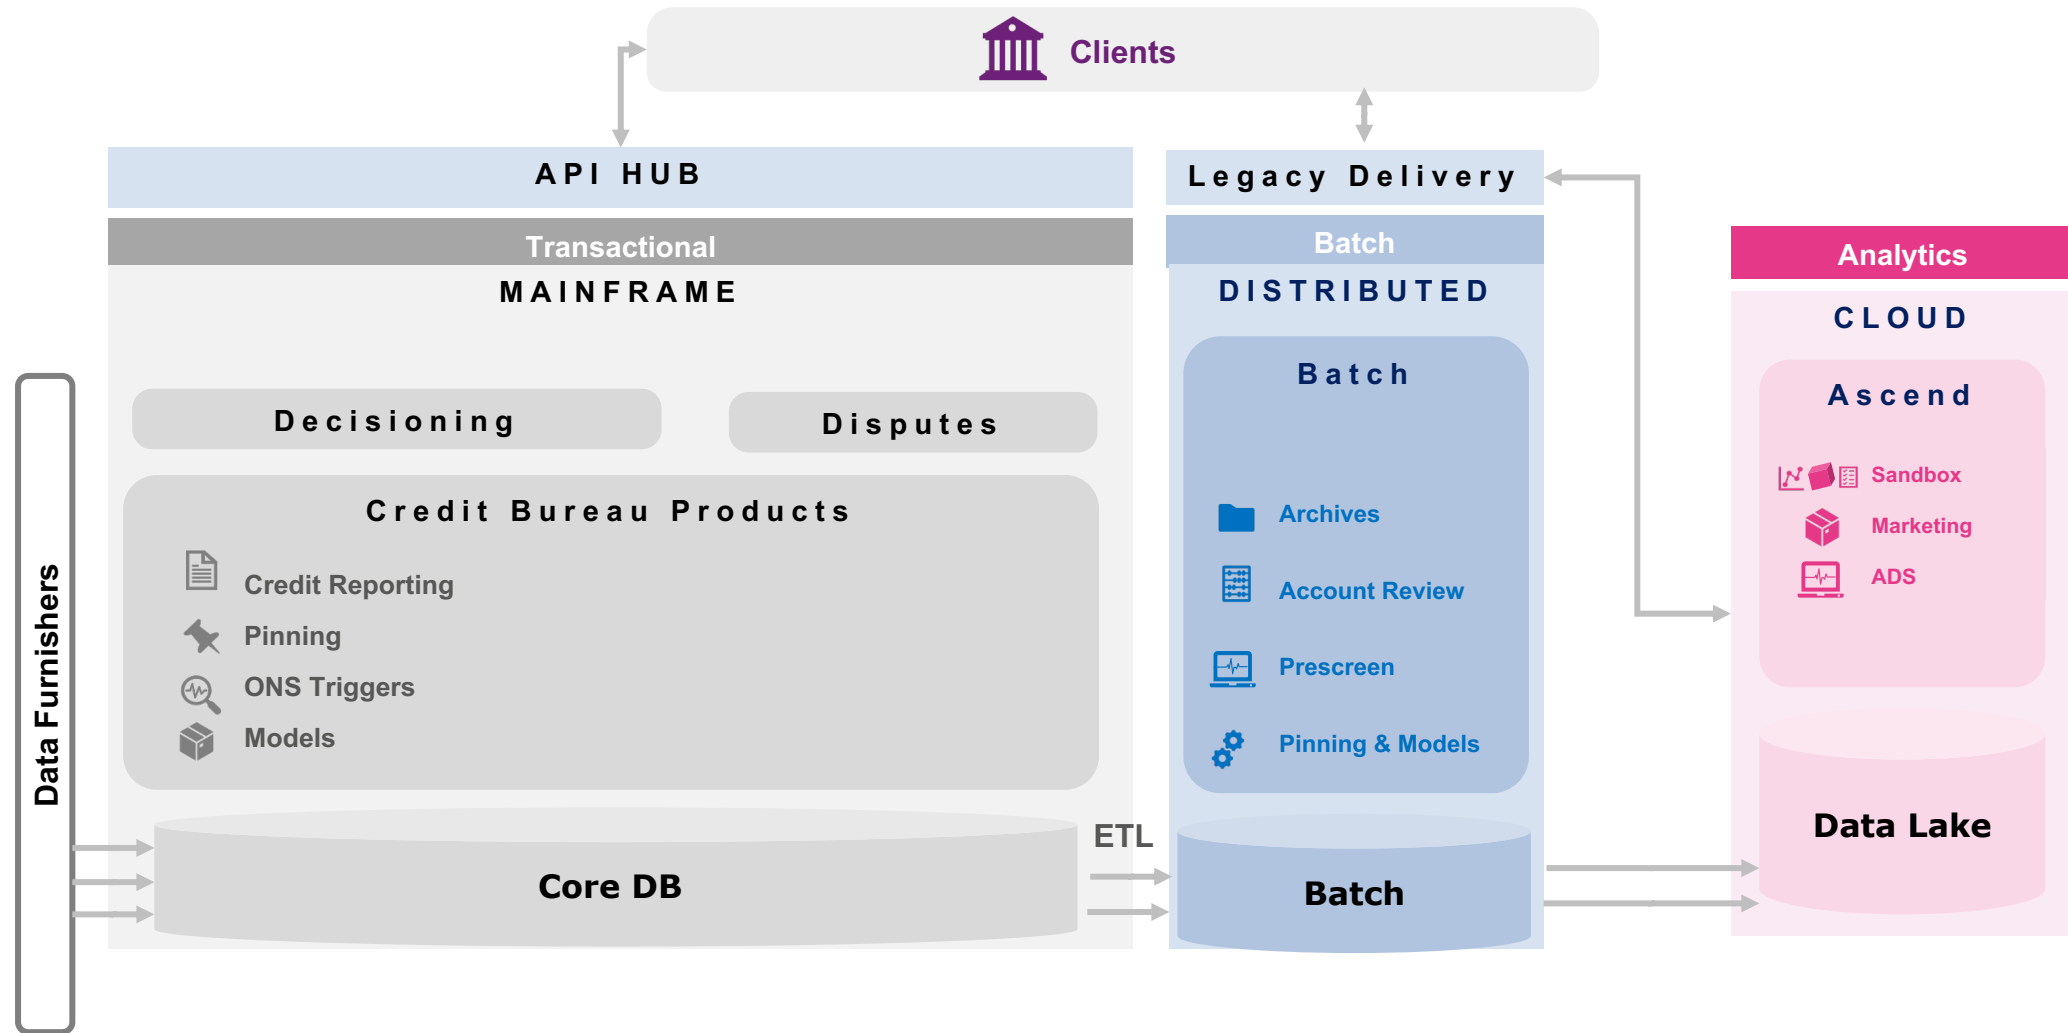 Clients
API HUB
Legacy Delivery
Transactional
MAINFRAME
Decisioning
Disputes
Credit Bureau Products
Credit Reporting
Pinning
ONS Triggers
Models
Data Furnishers
Core DB
ETL
Batch
DISTRIBUTED
Batch
Archives
Account Review
Prescreen
Pinning & Models
Batch
Analytics
CLOUD
Ascend
Sandbox
Marketing
ADS
Data Lake